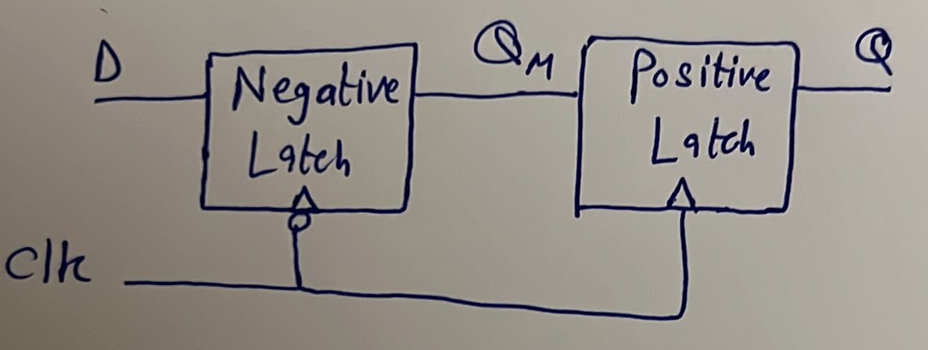 D
Negative
Latch
QM
Positive
Latch
Q
Clk